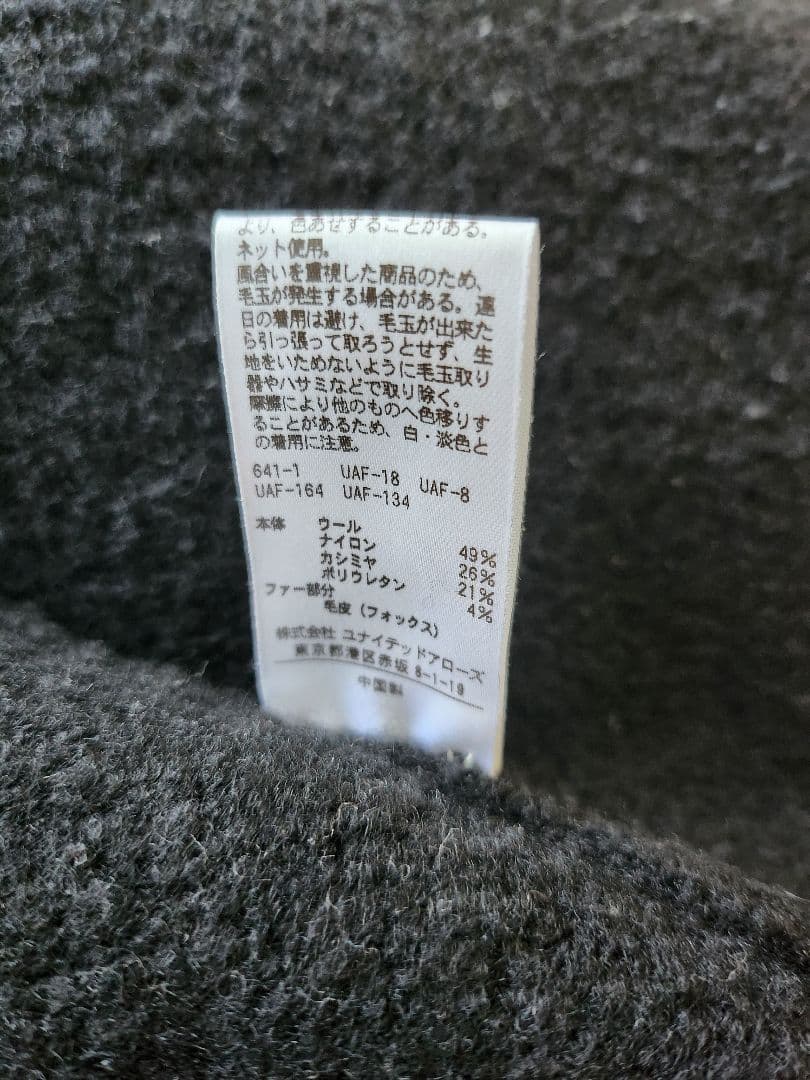 より、色あせすることがある。
ネット使用。
風合いを重視した商品のため、
毛玉が発生する場合がある。連
日の着用は避け、毛玉が出来た
ら引っ張って取ろうとせず、生
地をいためないように毛玉取り
器やハサミなどで取り除く。
摩擦により他のものへ色移りす
ることがあるため、白・淡色と
の着用に注意。
641-1 UAF-18 UAF-8
UAF-164 UAF-134
本体 ウール 49%
ナイロン 26%
カシミヤ 21%
ポリウレタン 4%
ファー部分
毛皮(フォックス)
株式会社 ユナイテッドアローズ
東京都港区赤坂 8-1-19
中国製